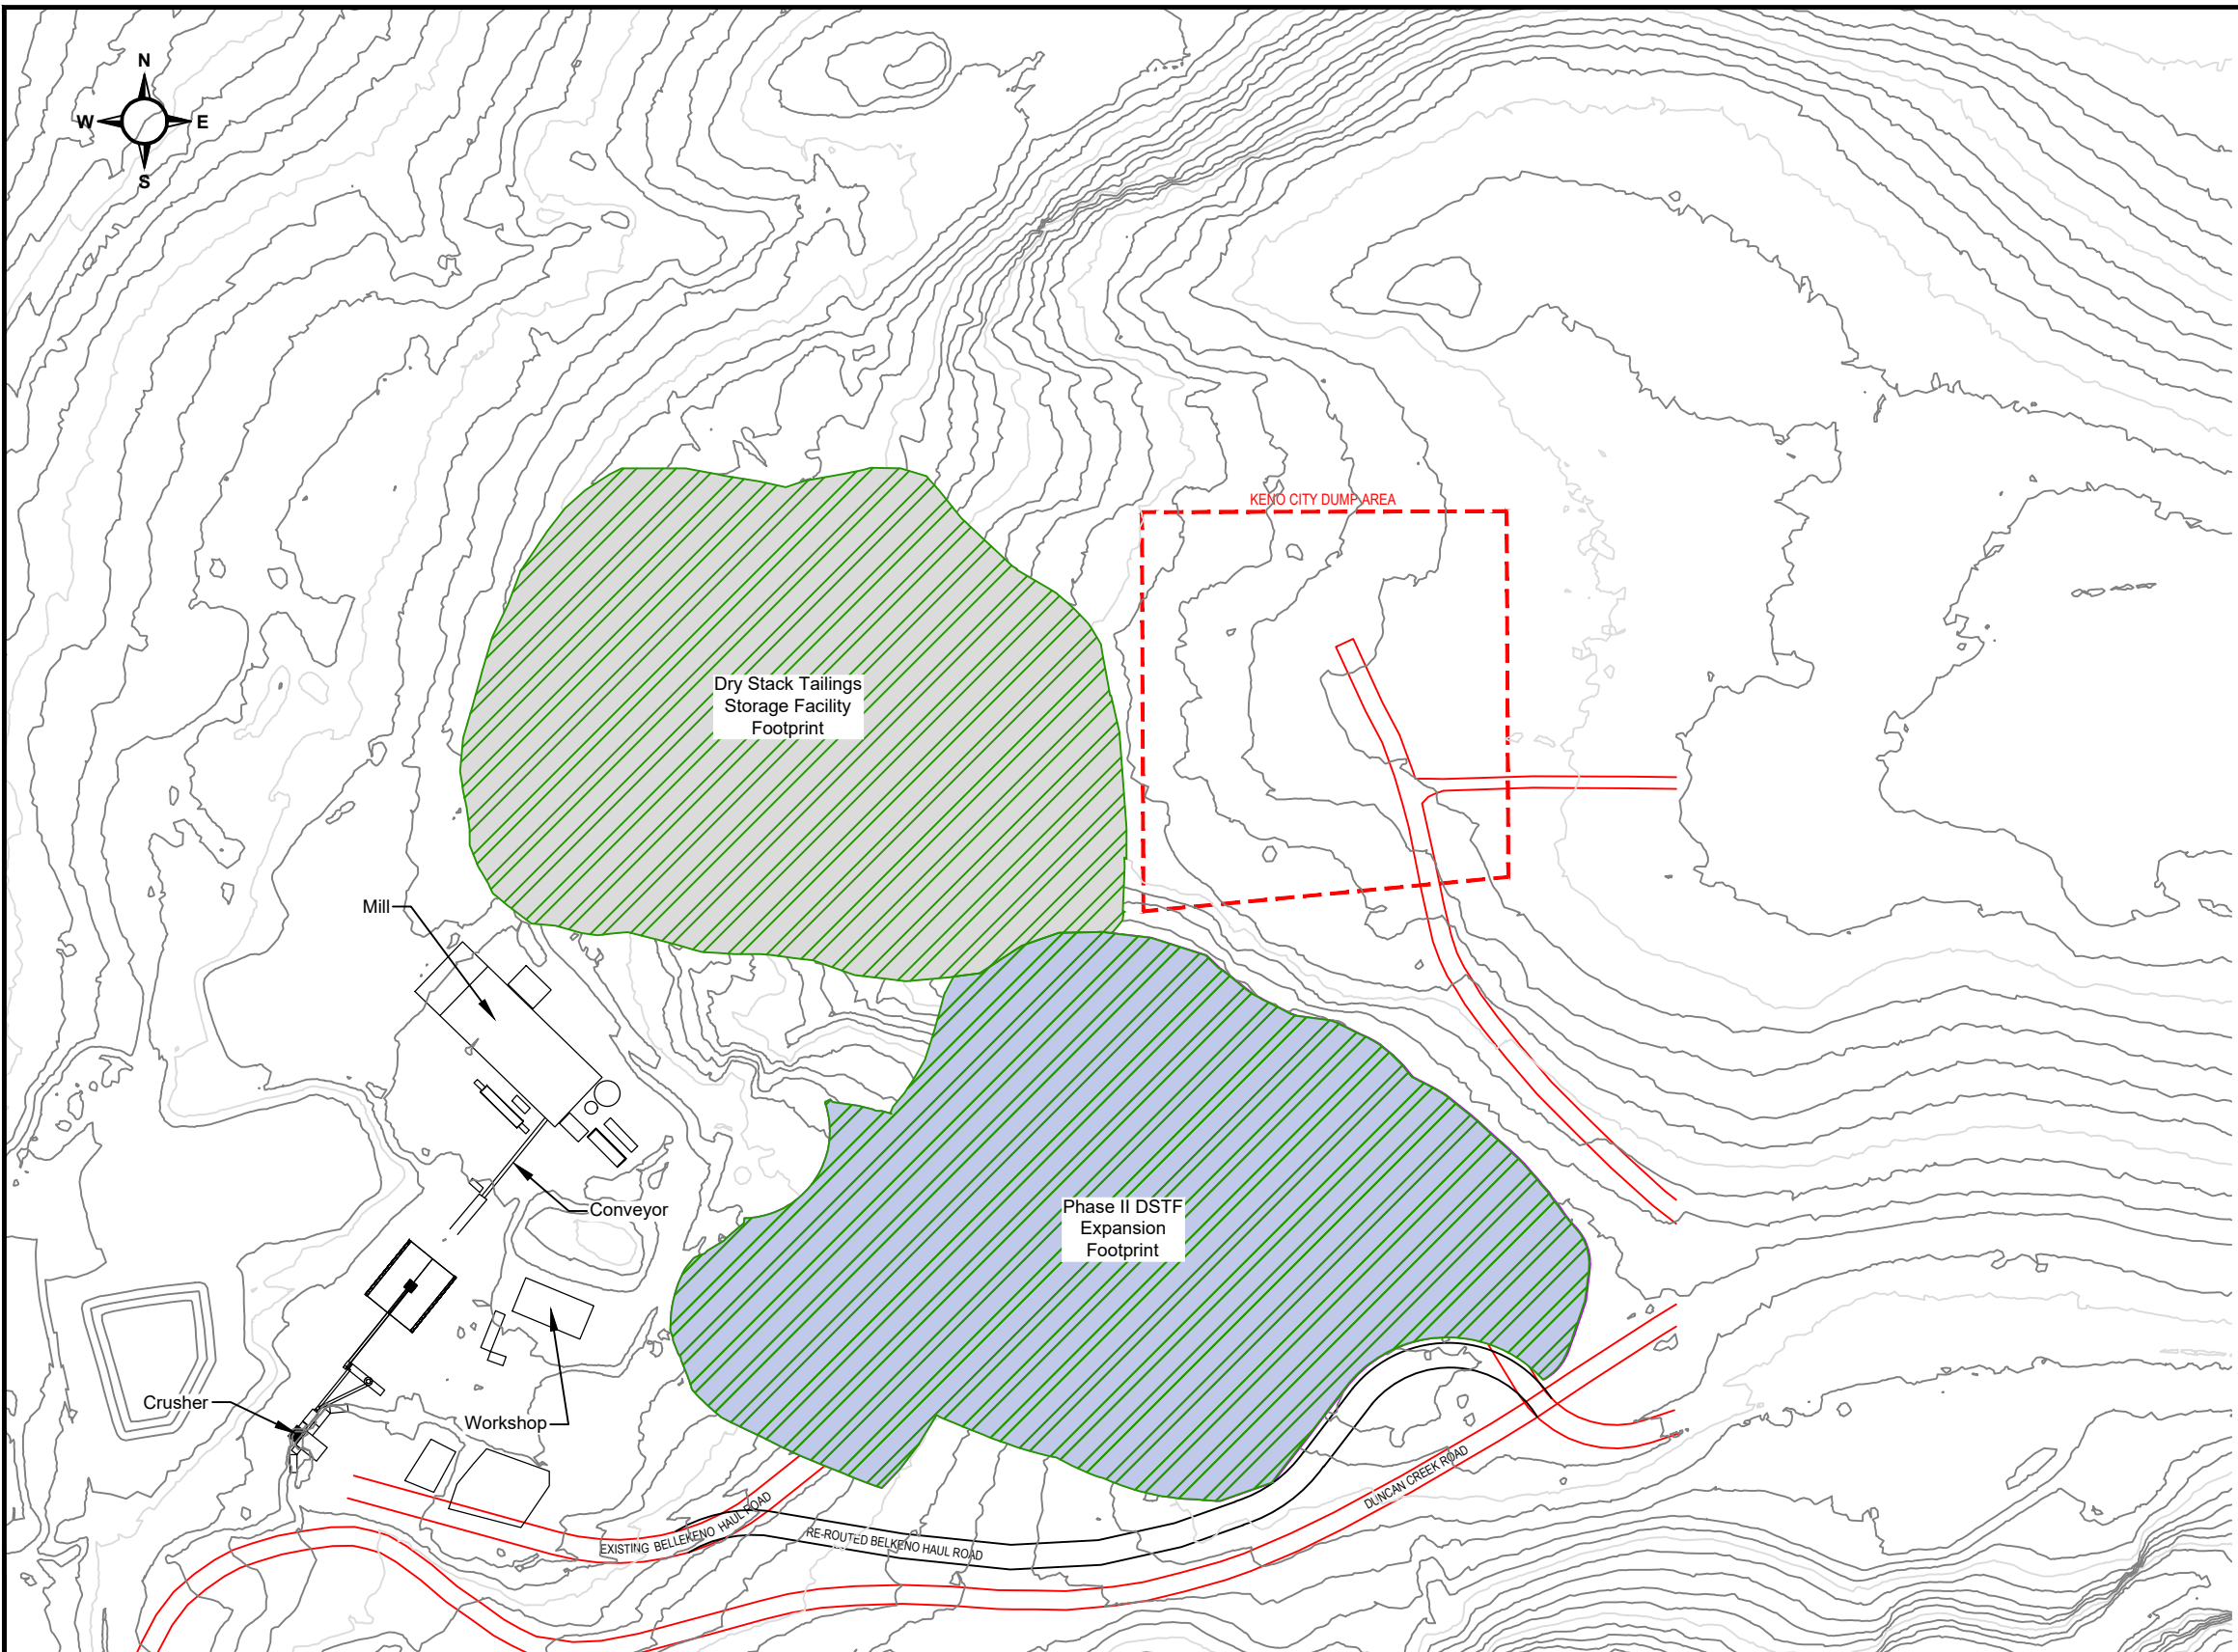 N
W
E
S
KENO CITY DUMP AREA
Dry Stack Tailings
Storage Facility
Footprint
Mill
Conveyor
Phase II DSTF
Expansion
Footprint
Crusher
Workshop
DUNCAN CREEK ROAD
EXISTING BELLEKENO HAUL ROAD
RE-ROUTED BELKENO HAUL ROAD